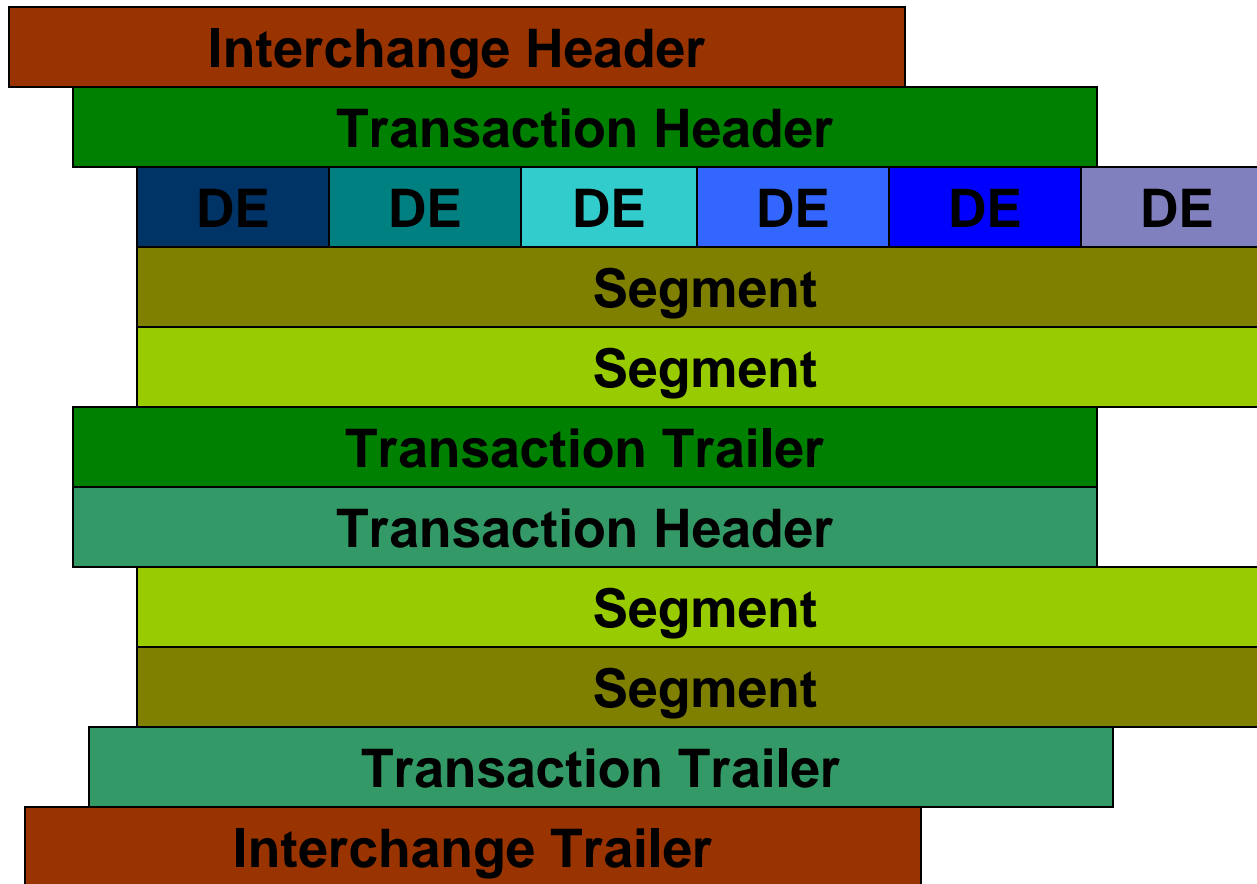 Interchange Header
Transaction Header
DE DE DE DE DE DE
Segment
Segment
Transaction Trailer
Transaction Header
Segment
Segment
Transaction Trailer
Interchange Trailer